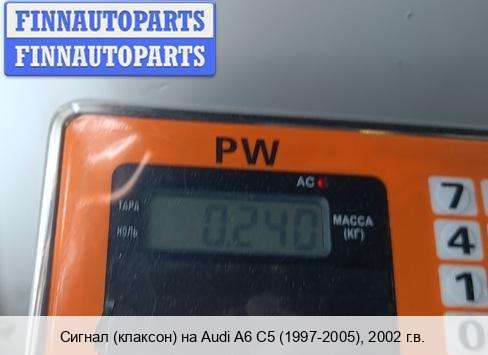 FINNAUTOPARTS
FINNAUTOPARTS
PW
AC
ТАРА
НОЛЬ
0.240
МАССА
(КГ)
7
4
1
0
Сигнал (клаксон) на Audi A6 C5 (1997-2005), 2002 г.в.